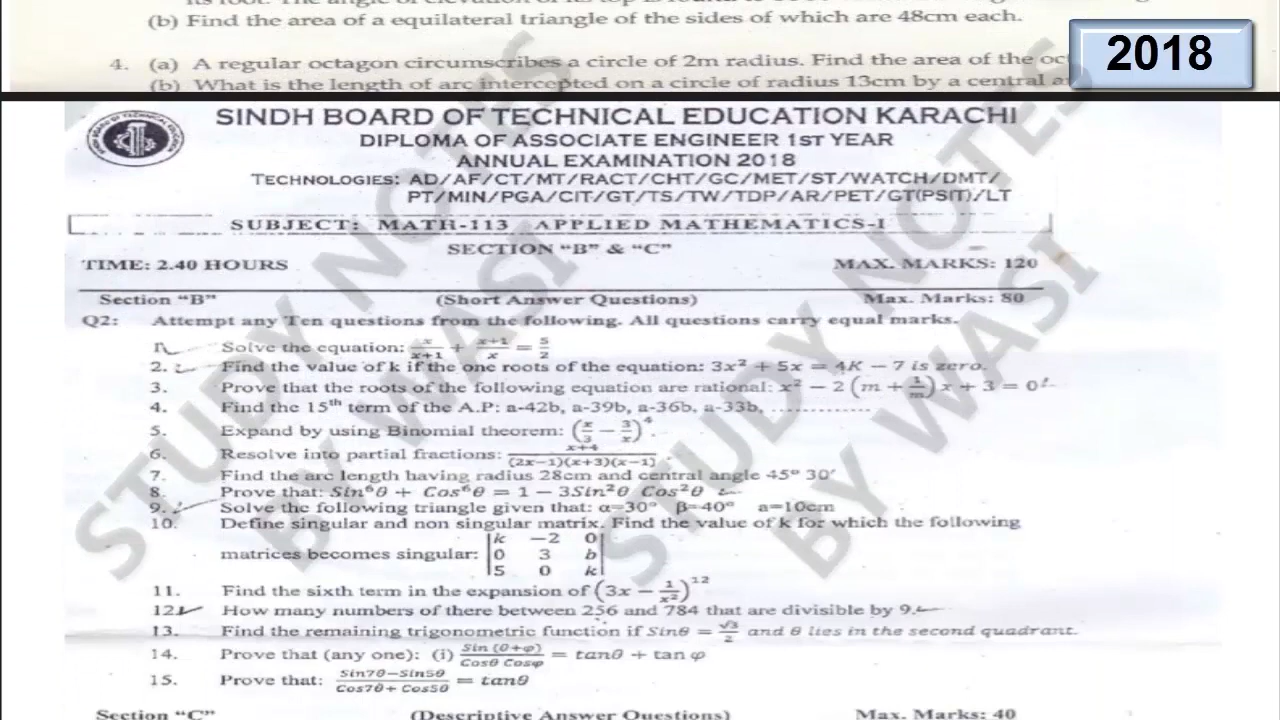 (b) Find the area of a equilateral triangle of the sides of which are 48cm each.
2018
4. (a) A regular octagon circumscribes a circle of 2m radius. Find the area of the
(b) What is the length of arc intercepted on a circle of radius 13cm by a central
SINDH BOARD OF TECHNICAL EDUCATION KARACHI
DIPLOMA OF ASSOCIATE ENGINEER 1ST YEAR
ANNUAL EXAMINATION 2018
TECHNOLOGIES: AD/AF/CT/MT/RACT/CHT/GC/MET/ST/WATCH/DMT/
PT/MIN/PGA/CIT/GT/TS/TW/TDP/AR/PET/GT(PSIT)/LT
SUBJECT: MATH-113 APPLIED MATHEMATICS-I
SECTION "B" & "C"
TIME: 2.40 HOURS MAX. MARKS: 120
Section "B" (Short Answer Questions) Max. Marks: 80
Q2: Attempt any Ten questions from the following. All questions carry equal marks.
1. Solve the equation: x/(x+1) + (x+1)/x = 5/2
2. Find the value of k if the one roots of the equation: 3x² + 5x = 4K − 7 is zero.
3. Prove that the roots of the following equation are rational: x² − 2(m + 1/m)x + 3 = 0
4. Find the 15th term of the A.P: a-42b, a-39b, a-36b, a-33b, .............
5. Expand by using Binomial theorem: (x/3 − 3/x)⁴.
6. Resolve into partial fractions: (x+4)/((2x−1)(x+3)(x−1))
7. Find the arc length having radius 28cm and central angle 45° 30′
8. Prove that: Sin⁶θ + Cos⁶θ = 1 − 3Sin²θ Cos²θ
9. Solve the following triangle given that: α=30° β=40° a=10cm
10. Define singular and non singular matrix. Find the value of k for which the following
matrices becomes singular: |k −2 0|
|0 3 b|
|5 0 k|
11. Find the sixth term in the expansion of (3x − 1/x²)¹²
12. How many numbers of there between 256 and 784 that are divisible by 9.
13. Find the remaining trigonometric function if Sinθ = √3/2 and θ lies in the second quadrant.
14. Prove that (any one): (i) Sin (θ+φ)/Cosθ Cosφ = tanθ + tan φ
15. Prove that: (Sin7θ−Sin5θ)/(Cos7θ+Cos5θ) = tanθ
Section "C" (Descriptive Answer Questions) Max. Marks: 40
STUDY NOTES
BY WASI
STUDY NOTES
BY WASI